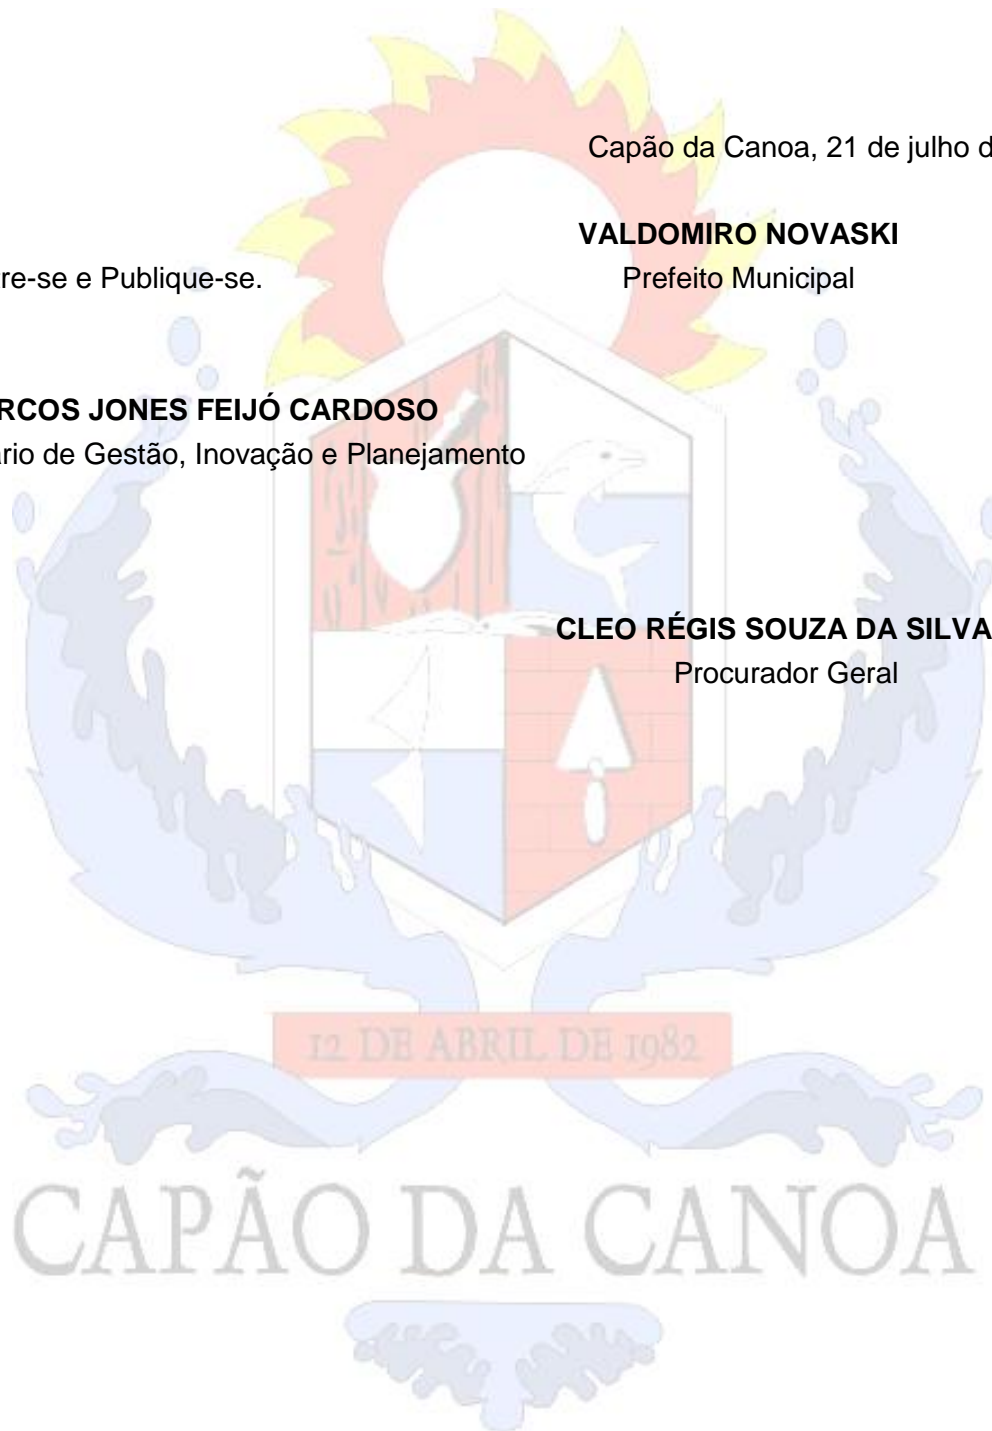 Capão da Canoa, 21 de julho d
VALDOMIRO NOVASKI
re-se e Publique-se.
Prefeito Municipal
RCOS JONES FEIJÓ CARDOSO
ário de Gestão, Inovação e Planejamento
CLEO RÉGIS SOUZA DA SILVA
Procurador Geral
12 DE ABRIL DE 1982
CAPÃO DA CANOA